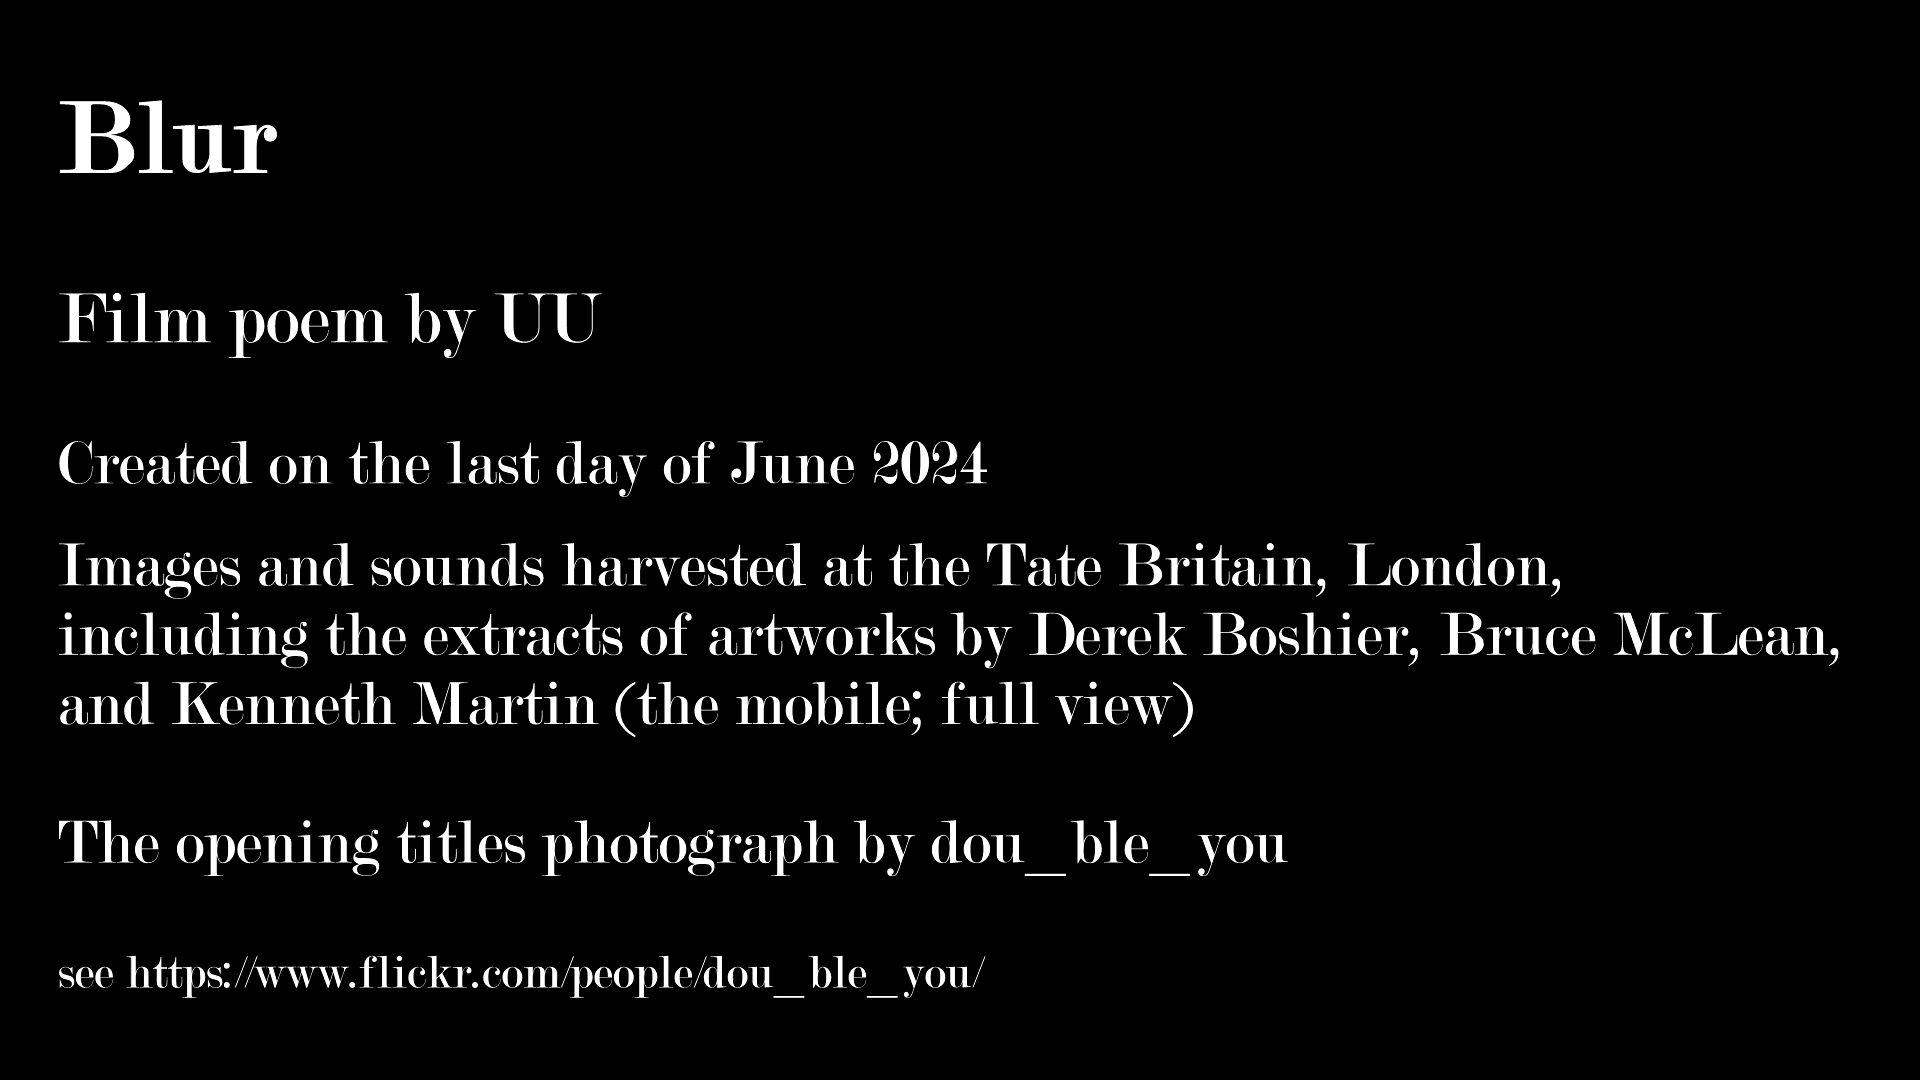 Blur
Film poem by UU
Created on the last day of June 2024
Images and sounds harvested at the Tate Britain, London,
including the extracts of artworks by Derek Boshier, Bruce McLean,
and Kenneth Martin (the mobile; full view)
The opening titles photograph by dou_ble_you
see https://www.flickr.com/people/dou_ble_you/